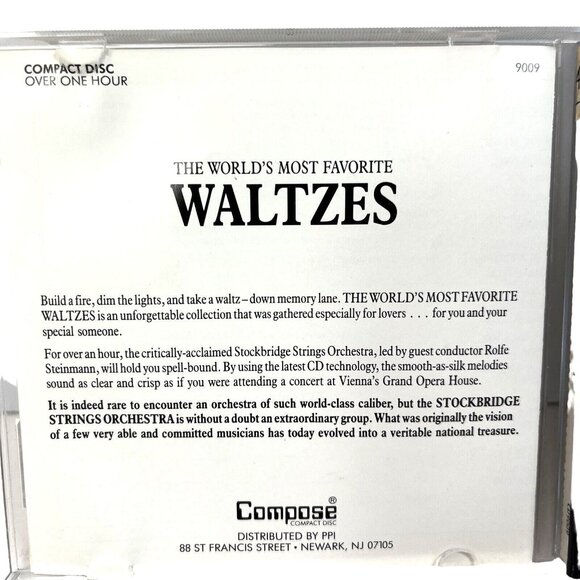 COMPACT DISC
OVER ONE HOUR
9009
THE WORLD'S MOST FAVORITE
WALTZES
Build a fire, dim the lights, and take a waltz–down memory lane. THE WORLD'S MOST FAVORITE
WALTZES is an unforgettable collection that was gathered especially for lovers . . . for you and your
special someone.
For over an hour, the critically-acclaimed Stockbridge Strings Orchestra, led by guest conductor Rolfe
Steinmann, will hold you spell-bound. By using the latest CD technology, the smooth-as-silk melodies
sound as clear and crisp as if you were attending a concert at Vienna's Grand Opera House.
It is indeed rare to encounter an orchestra of such world-class caliber, but the STOCKBRIDGE
STRINGS ORCHESTRA is without a doubt an extraordinary group. What was originally the vision
of a few very able and committed musicians has today evolved into a veritable national treasure.
Compose®
COMPACT DISC
DISTRIBUTED BY PPI
88 ST FRANCIS STREET • NEWARK, NJ 07105